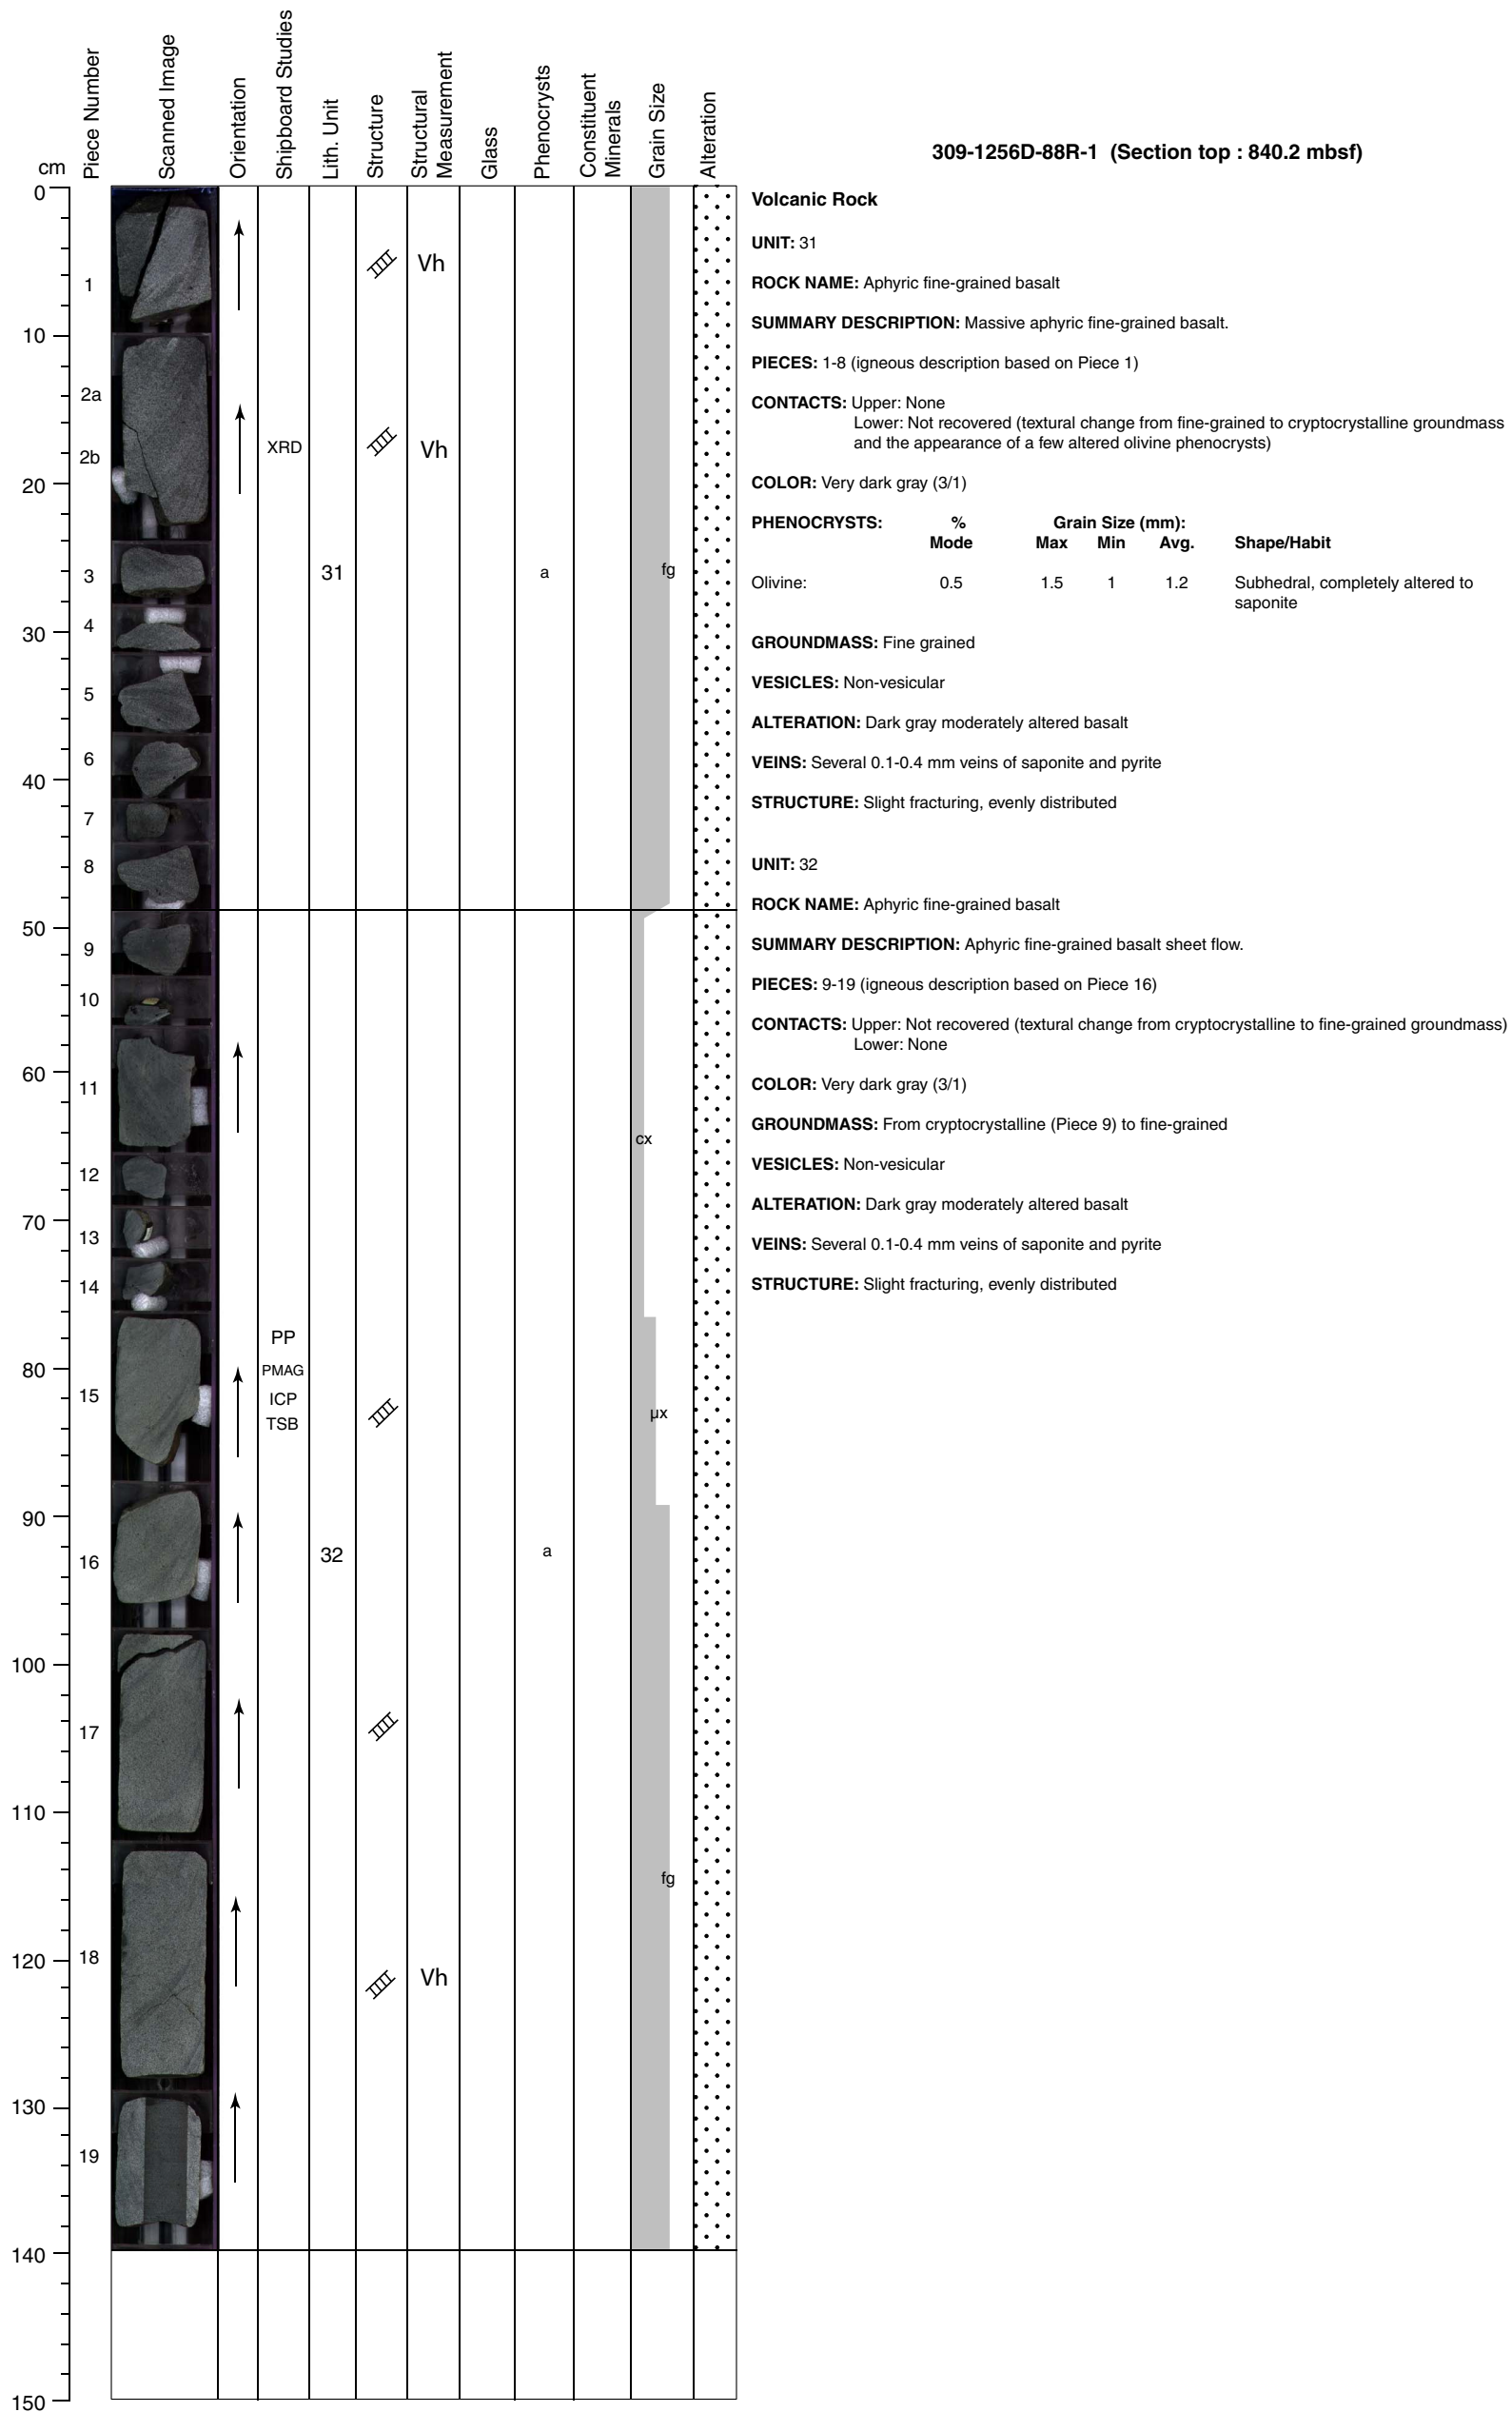 cm
Piece Number
Scanned Image
Orientation
Shipboard Studies
Lith. Unit
Structure
Structural
Measurement
Glass
Phenocrysts
Constituent
Minerals
Grain Size
Alteration
0
10
20
30
40
50
60
70
80
90
100
110
120
130
140
150
1
2a
2b
3
4
5
6
7
8
9
10
11
12
13
14
15
16
17
18
19
XRD
PP
PMAG
ICP
TSB
31
32
Vh
Vh
Vh
a
a
fg
cx
µx
fg
309-1256D-88R-1 (Section top : 840.2 mbsf)
Volcanic Rock
UNIT: 31
ROCK NAME: Aphyric fine-grained basalt
SUMMARY DESCRIPTION: Massive aphyric fine-grained basalt.
PIECES: 1-8 (igneous description based on Piece 1)
CONTACTS: Upper: None
Lower: Not recovered (textural change from fine-grained to cryptocrystalline groundmass
and the appearance of a few altered olivine phenocrysts)
COLOR: Very dark gray (3/1)
PHENOCRYSTS: % Grain Size (mm):
Mode Max Min Avg. Shape/Habit
Olivine: 0.5 1.5 1 1.2 Subhedral, completely altered to
saponite
GROUNDMASS: Fine grained
VESICLES: Non-vesicular
ALTERATION: Dark gray moderately altered basalt
VEINS: Several 0.1-0.4 mm veins of saponite and pyrite
STRUCTURE: Slight fracturing, evenly distributed
UNIT: 32
ROCK NAME: Aphyric fine-grained basalt
SUMMARY DESCRIPTION: Aphyric fine-grained basalt sheet flow.
PIECES: 9-19 (igneous description based on Piece 16)
CONTACTS: Upper: Not recovered (textural change from cryptocrystalline to fine-grained groundmass)
Lower: None
COLOR: Very dark gray (3/1)
GROUNDMASS: From cryptocrystalline (Piece 9) to fine-grained
VESICLES: Non-vesicular
ALTERATION: Dark gray moderately altered basalt
VEINS: Several 0.1-0.4 mm veins of saponite and pyrite
STRUCTURE: Slight fracturing, evenly distributed